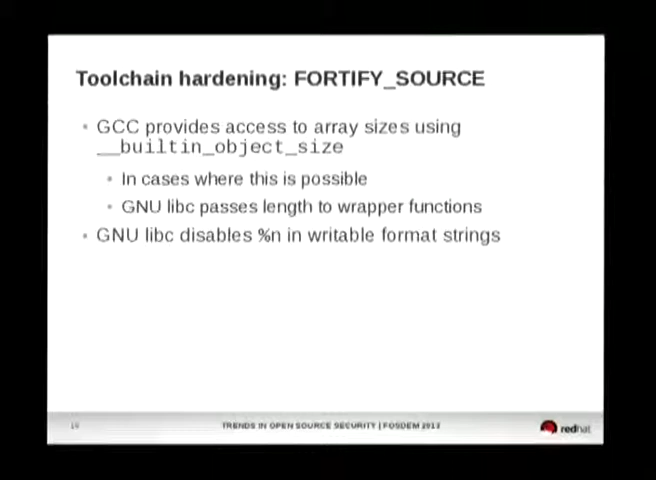 Toolchain hardening: FORTIFY_SOURCE
GCC provides access to array sizes using
__builtin_object_size
In cases where this is possible
GNU libc passes length to wrapper functions
GNU libc disables %n in writable format strings
TRENDS IN OPEN SOURCE SECURITY | FOSDEM 2013
redhat